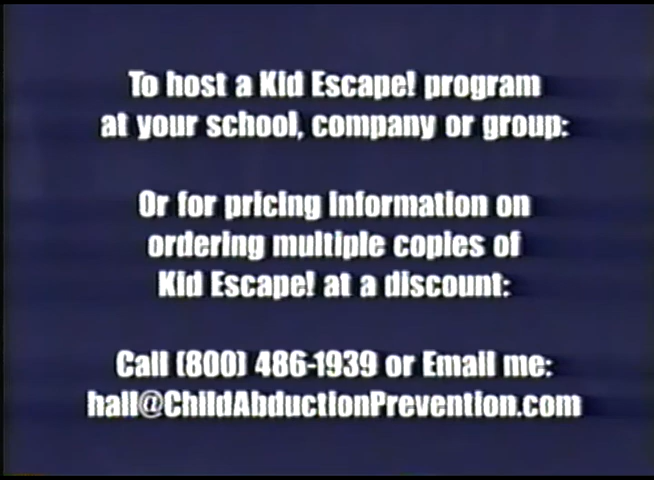 To host a Kid Escape! program
at your school, company or group:
Or for pricing information on
ordering multiple copies of
Kid Escape! at a discount:
Call (800) 486-1939 or Email me:
hall@ChildAbductionPrevention.com